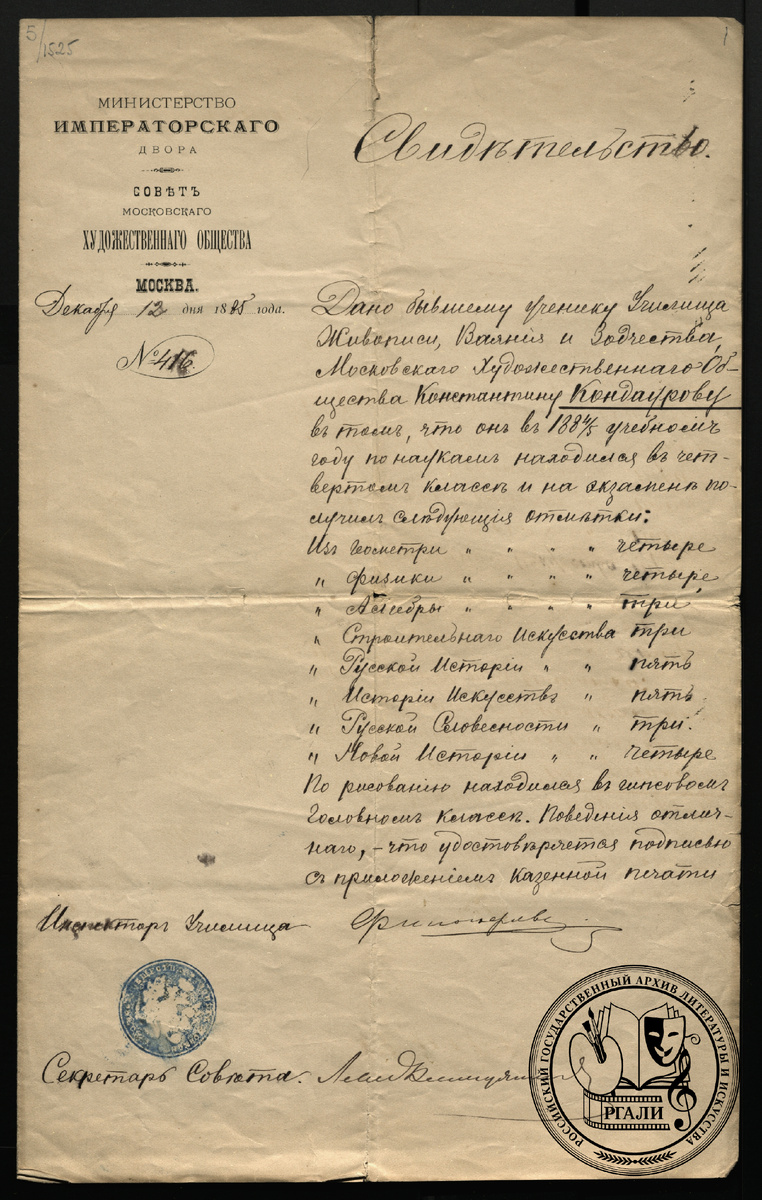 5/1525
1
МИНИСТЕРСТВО
ИМПЕРАТОРСКАГО
ДВОРА
СОВѢТЪ
МОСКОВСКАГО
ХУДОЖЕСТВЕННАГО ОБЩЕСТВА
МОСКВА.
Декабря 12 дня 1885 года.
№ 416
Свидѣтельство.
Дано бывшему ученику Училища
Живописи, Ваянія и Зодчества,
Московскаго Художественнаго Об-
щества Константину Кондаурову
въ томъ, что онъ въ 1884/5 учебномъ
году по наукамъ находился въ чет-
вертомъ классѣ и на экзаменѣ по-
лучилъ слѣдующія отмѣтки:
Изъ Геометріи " " " " четыре
" Физики " " " " четыре
" Алгебры " " " " три
" Строительнаго Искусства три
" Русской Исторіи " " пять
" Исторіи Искусствъ " пять
" Русской Словесности " три.
" Новой Исторіи " " четыре
По рисованію находился въ гипсовомъ
головномъ классѣ. Поведенія отлич-
наго, - что удостовѣряется подписью
съ приложеніемъ казенной печати
Инспекторъ Училища
Секретарь Совѣта.
РОССИЙСКИЙ ГОСУДАРСТВЕННЫЙ АРХИВ ЛИТЕРАТУРЫ И ИСКУССТВА
РГАЛИ